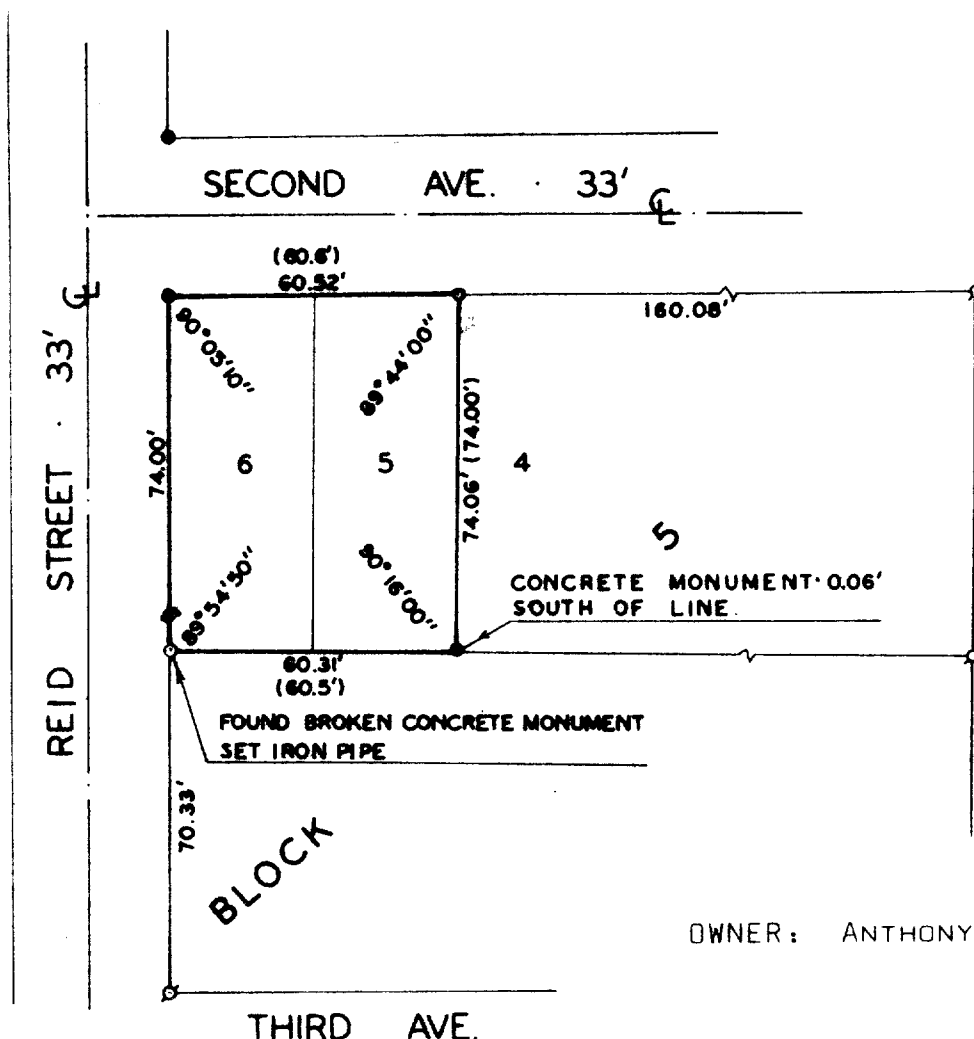 SECOND AVE. · 33' ℄
(60.6')
60.52'
160.08'
℄
REID STREET · 33'
90°05'10"
89°44'00"
74.00'
6
5
74.06' (74.00')
4
5
89°54'50"
90°16'00"
CONCRETE MONUMENT· 0.06'
SOUTH OF LINE.
60.31'
(60.5')
FOUND BROKEN CONCRETE MONUMENT
SET IRON PIPE
70.33'
BLOCK
OWNER: ANTHONY
THIRD AVE.